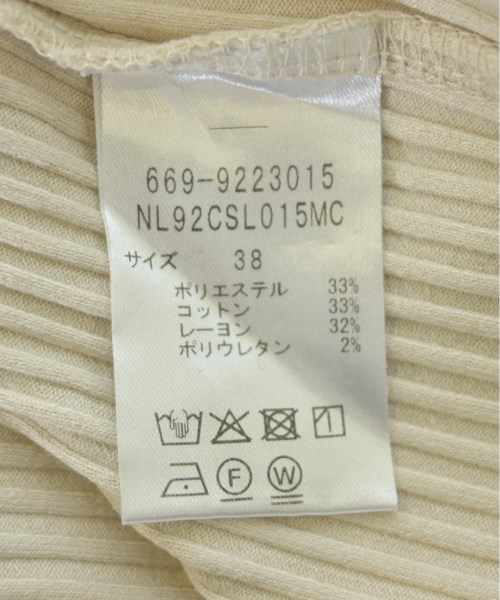 669-9223015
NL92CSL015MC
サイズ 38
ポリエステル 33%
コットン 33%
レーヨン 32%
ポリウレタン 2%
F W